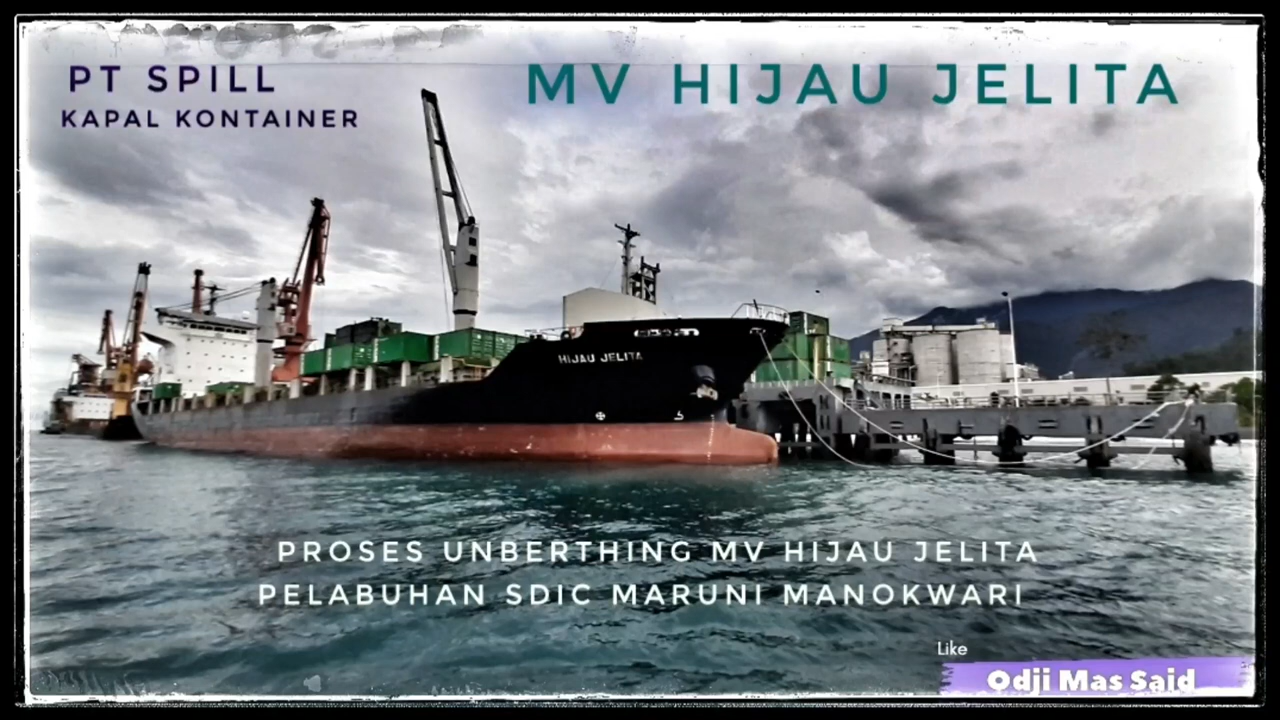 PT SPILL
KAPAL KONTAINER
MV HIJAU JELITA
HIJAU JELITA
PROSES UNBERTHING MV HIJAU JELITA
PELABUHAN SDIC MARUNI MANOKWARI
Like
Odji Mas Said